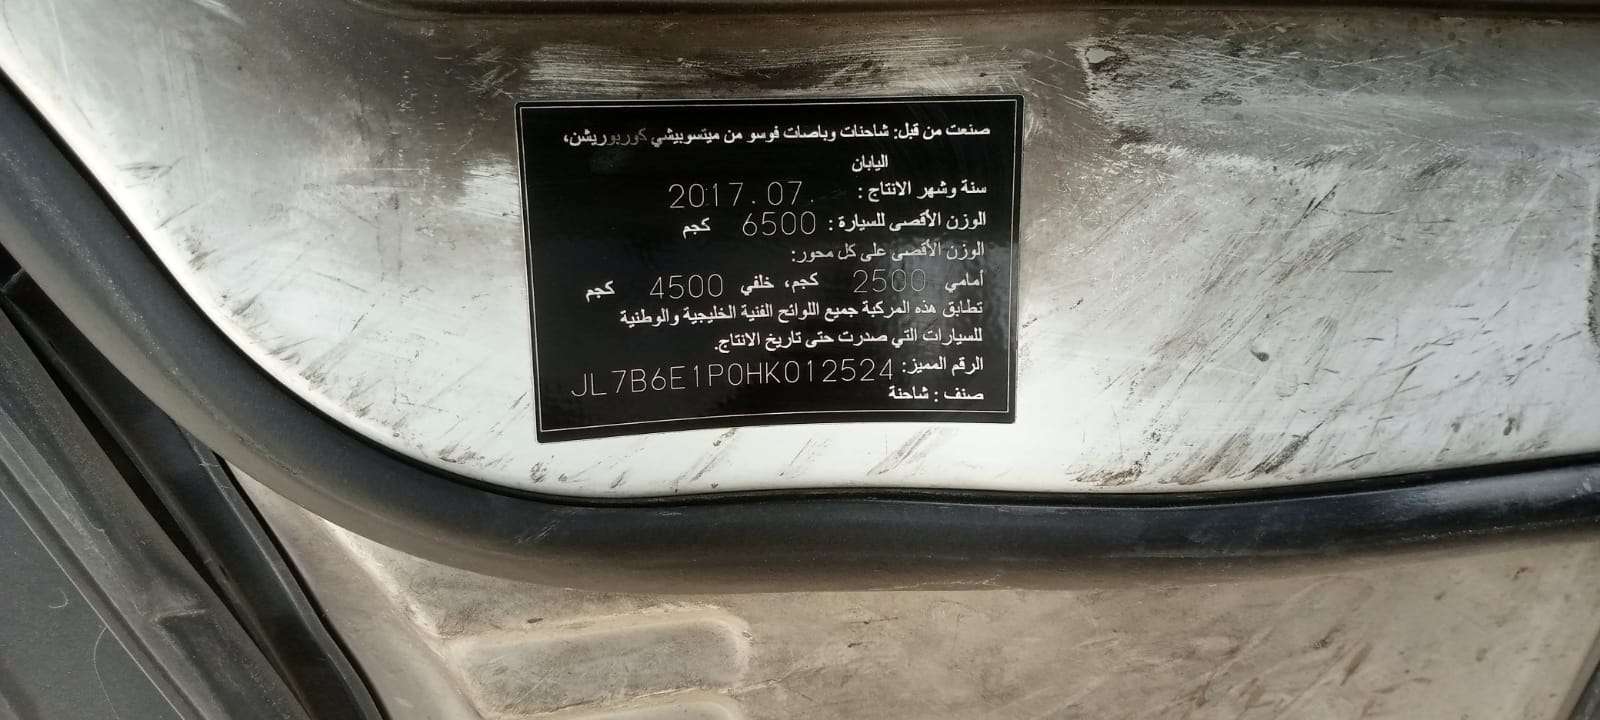 صنعت من قبل: شاحنات وباصات فوسو من ميتسوبيشي كوربوريشن،
اليابان
سنة وشهر الانتاج : 2017.07.
الوزن الأقصى للسيارة : 6500 كجم
الوزن الأقصى على كل محور:
أمامي 2500 كجم، خلفي 4500 كجم
تطابق هذه المركبة جميع اللوائح الفنية الخليجية والوطنية
للسيارات التي صدرت حتى تاريخ الانتاج.
الرقم المميز: JL7B6E1P0HK012524
صنف : شاحنة